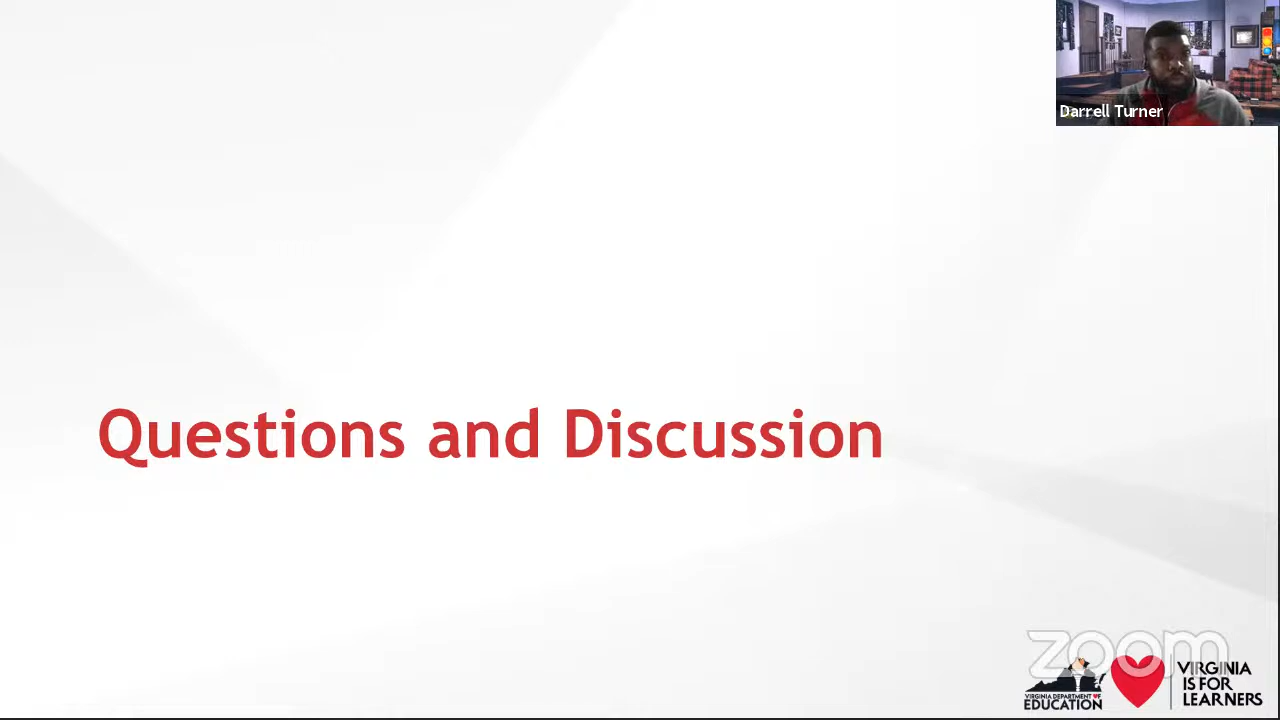 Darrell Turner
Questions and Discussion
zoom
VIRGINIA DEPARTMENT OF
EDUCATION
VIRGINIA
IS FOR
LEARNERS